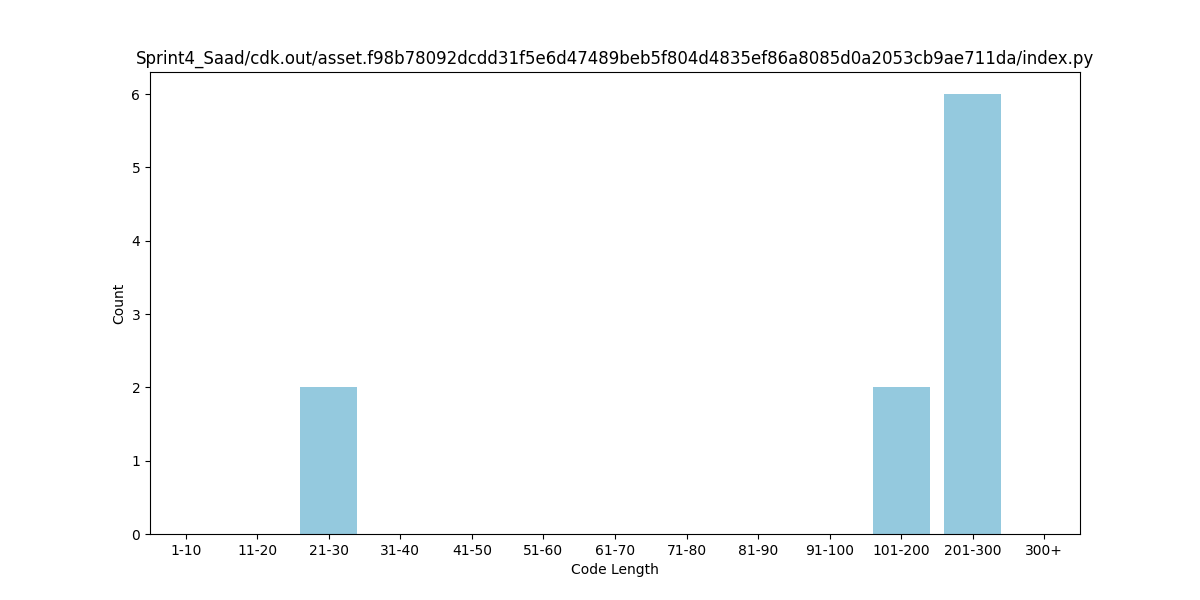 Sprint4_Saad/cdk.out/asset.f98b78092dcdd31f5e6d47489beb5f804d4835ef86a8085d0a2053cb9ae711da/index.py
6
5
4
3
2
1
0
Count
1-10 11-20 21-30 31-40 41-50 51-60 61-70 71-80 81-90 91-100 101-200 201-300 300+
Code Length